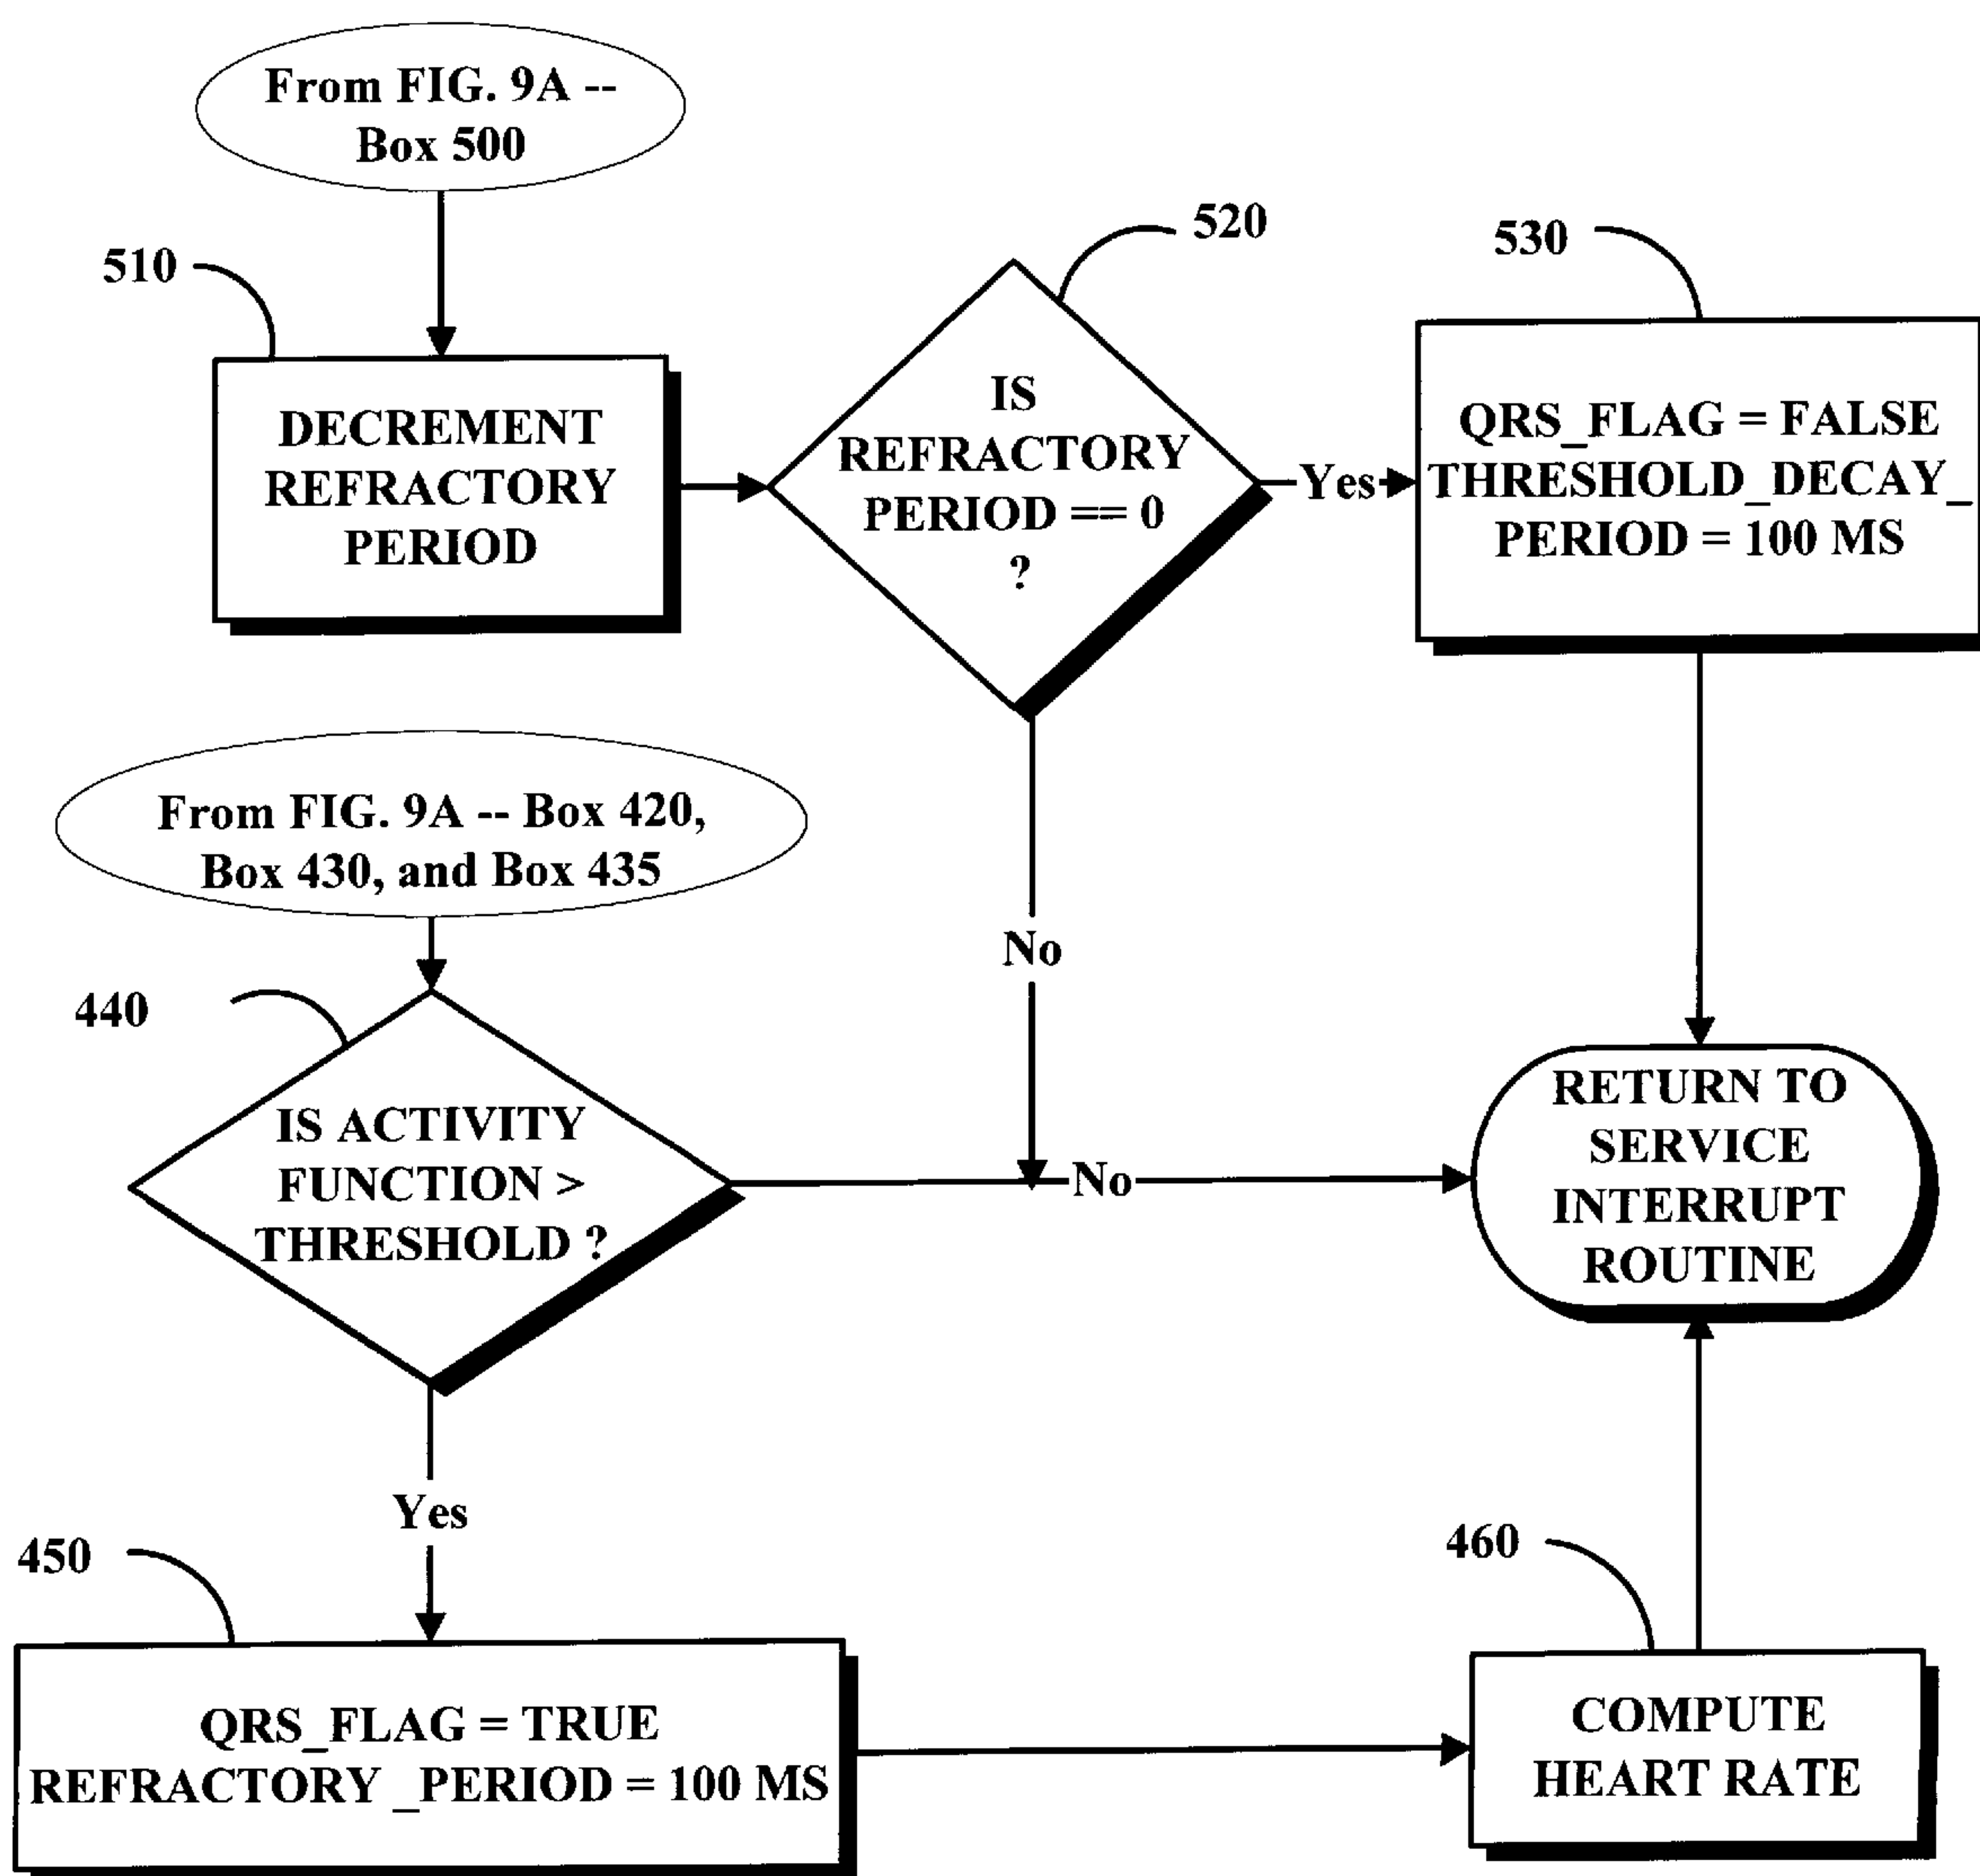 From FIG. 9A --
Box 500
510
520
530
DECREMENT
REFRACTORY
PERIOD
IS
REFRACTORY
PERIOD == 0
?
Yes
QRS_FLAG = FALSE
THRESHOLD_DECAY_
PERIOD = 100 MS
From FIG. 9A -- Box 420,
Box 430, and Box 435
No
440
IS ACTIVITY
FUNCTION >
THRESHOLD ?
No
RETURN TO
SERVICE
INTERRUPT
ROUTINE
Yes
450
460
QRS_FLAG = TRUE
REFRACTORY _PERIOD = 100 MS
COMPUTE
HEART RATE